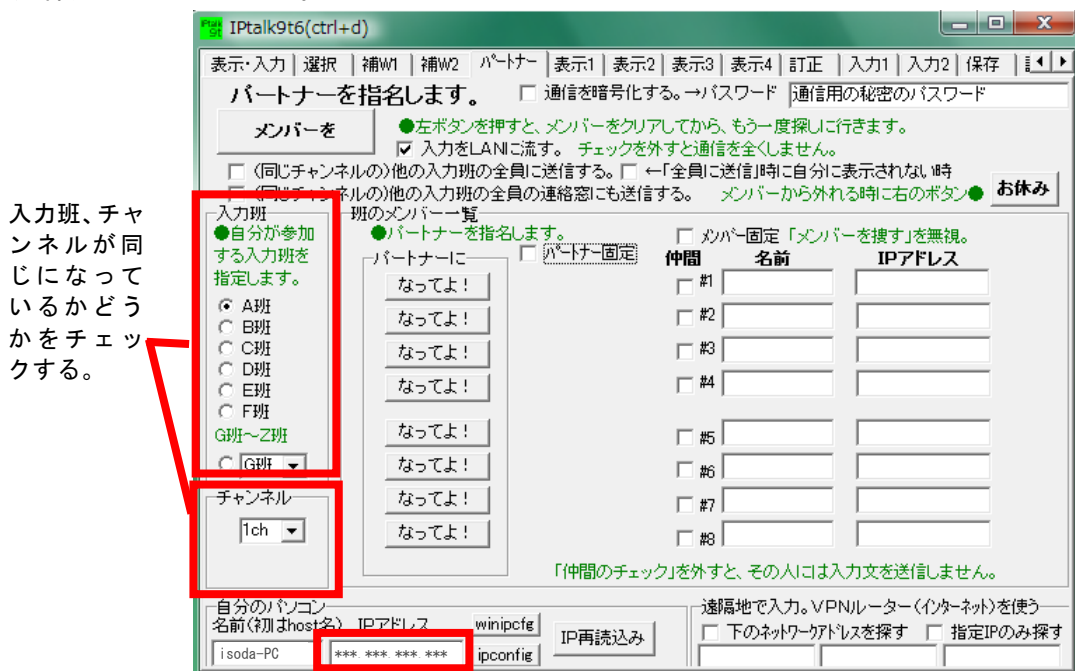 IPtalk9t6(ctrl+d)
表示・入力 選択 補W1 補W2 パートナー 表示1 表示2 表示3 表示4 訂正 入力1 入力2 保存
パートナーを指名します。 通信を暗号化する。→パスワード 通信用の秘密のパスワード
メンバーを ●左ボタンを押すと、メンバーをクリアしてから、もう一度探しに行きます。
入力をLANに流す。 チェックを外すと通信を全くしません。
(同じチャンネルの)他の入力班の全員に送信する。 ←「全員に送信」時に自分に表示されない時
(同じチャンネルの)他の入力班の全員の連絡窓にも送信する。 メンバーから外れる時に右のボタン● お休み
入力班、チャ
ンネルが同
じになって
いるかどう
かをチェッ
クする。
入力班
●自分が参加
する入力班を
指定します。
A班
B班
C班
D班
E班
F班
G班～Z班
G班
チャンネル
1ch
班のメンバー一覧
●パートナーを指名します。 メンバー固定 「メンバーを捜す」を無視。
パートナーに パートナー固定 仲間 名前 IPアドレス
なってよ! #1
なってよ! #2
なってよ! #3
なってよ! #4
なってよ! #5
なってよ! #6
なってよ! #7
なってよ! #8
「仲間のチェック」を外すと、その人には入力文を送信しません。
自分のパソコン
名前(初はhost名) IPアドレス winipcfg IP再読込み
isoda-PC ***.***.***.*** ipconfig
遠隔地で入力。VPNルーター(インターネット)を使う
下のネットワークアドレスを探す 指定IPのみ探す